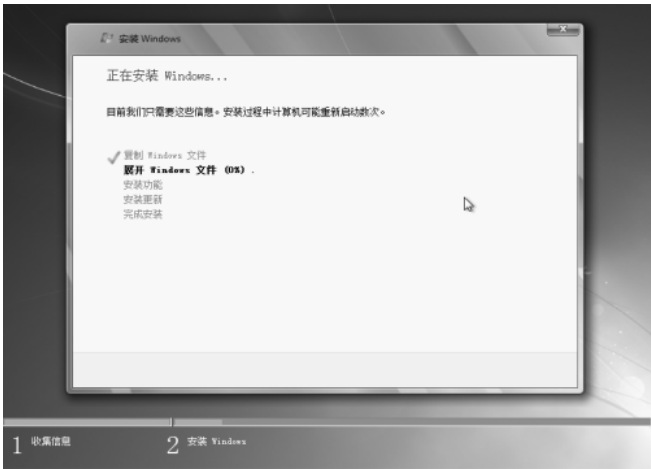 安装 Windows
正在安装 Windows...
目前我们只需要这些信息。安装过程中计算机可能重新启动数次。
复制 Windows 文件
展开 Windows 文件 (0%) .
安装功能
安装更新
完成安装
1 收集信息
2 安装 Windows